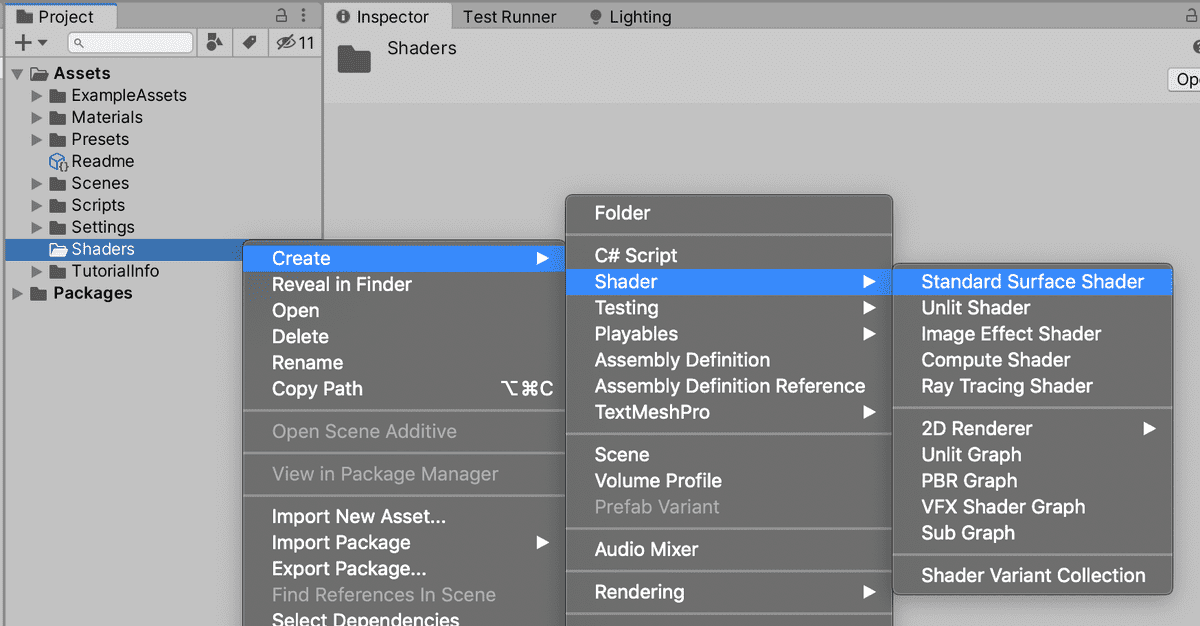 Project
11
Assets
ExampleAssets
Materials
Presets
Readme
Scenes
Scripts
Settings
Shaders
TutorialInfo
Packages
Inspector
Test Runner
Lighting
Shaders
Op
Create
Reveal in Finder
Open
Delete
Rename
Copy Path ⌥⌘C
Open Scene Additive
View in Package Manager
Import New Asset...
Import Package
Export Package...
Find References In Scene
Select Dependencies
Folder
C# Script
Shader
Testing
Playables
Assembly Definition
Assembly Definition Reference
TextMeshPro
Scene
Volume Profile
Prefab Variant
Audio Mixer
Rendering
Standard Surface Shader
Unlit Shader
Image Effect Shader
Compute Shader
Ray Tracing Shader
2D Renderer
Unlit Graph
PBR Graph
VFX Shader Graph
Sub Graph
Shader Variant Collection